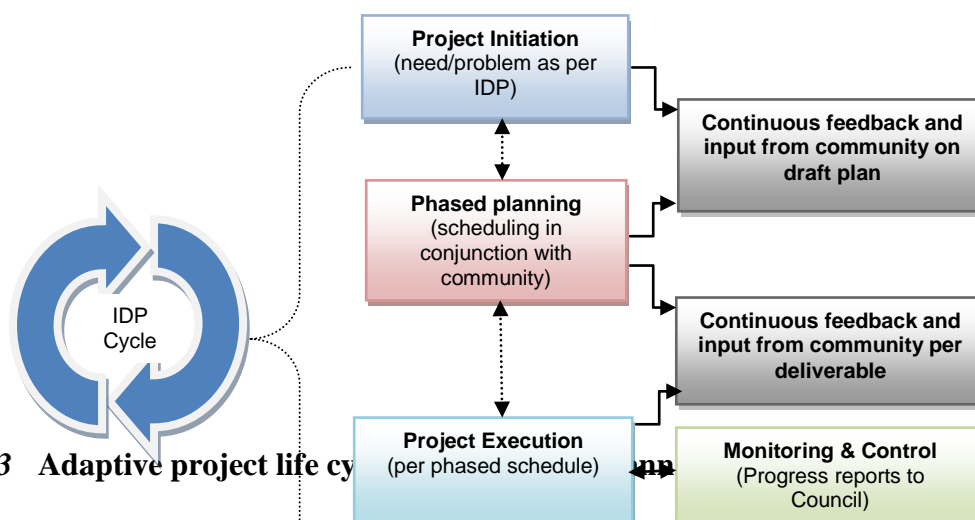 Project Initiation
(need/problem as per
IDP)
Continuous feedback and
input from community on
draft plan
Phased planning
(scheduling in
conjunction with
community)
IDP
Cycle
Continuous feedback and
input from community per
deliverable
Project Execution
(per phased schedule)
Monitoring & Control
(Progress reports to
Council)
3 Adaptive project life